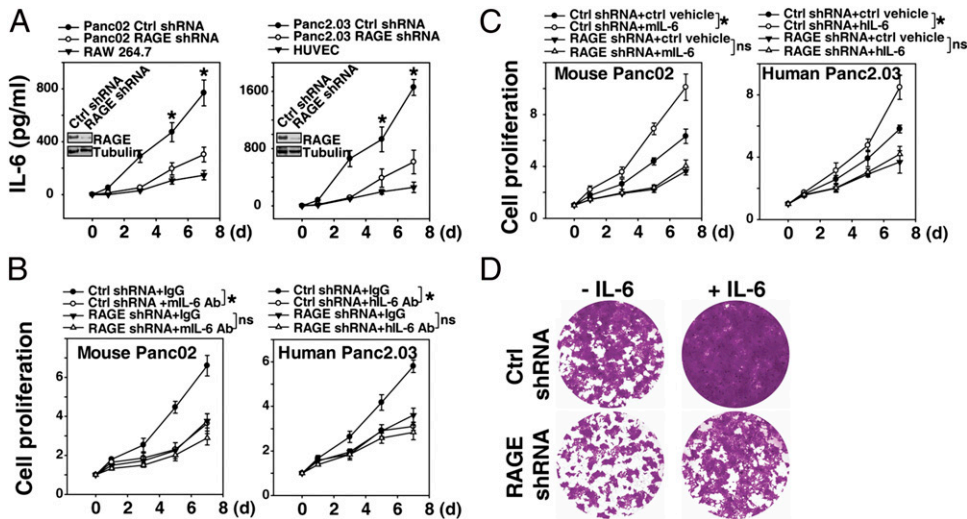 A
Panc02 Ctrl shRNA
Panc02 RAGE shRNA
RAW 264.7
Panc2.03 Ctrl shRNA
Panc2.03 RAGE shRNA
HUVEC
IL-6 (pg/ml)
800
400
0
Ctrl shRNA
RAGE shRNA
RAGE
Tubulin
*
*
0 2 4 6 8 (d)
1800
1200
600
0
Ctrl shRNA
RAGE shRNA
RAGE
Tubulin
*
*
0 2 4 6 8 (d)
B
Ctrl shRNA+IgG
Ctrl shRNA +mIL-6 Ab
*
RAGE shRNA+IgG
RAGE shRNA+mIL-6 Ab
ns
Ctrl shRNA+IgG
Ctrl shRNA+hIL-6 Ab
*
RAGE shRNA+IgG
RAGE shRNA+hIL-6 Ab
ns
Cell proliferation
Mouse Panc02
6
4
2
0
0 2 4 6 8 (d)
Human Panc2.03
6
4
2
0
0 2 4 6 8 (d)
C
Ctrl shRNA+ctrl vehicle
Ctrl shRNA+mIL-6
*
RAGE shRNA+ctrl vehicle
RAGE shRNA+mIL-6
ns
Ctrl shRNA+ctrl vehicle
Ctrl shRNA+hIL-6
*
RAGE shRNA+ctrl vehicle
RAGE shRNA+hIL-6
ns
Cell proliferation
Mouse Panc02
12
8
4
0
0 2 4 6 8 (d)
Human Panc2.03
8
4
0
0 2 4 6 8 (d)
D
- IL-6
+ IL-6
Ctrl
shRNA
RAGE
shRNA